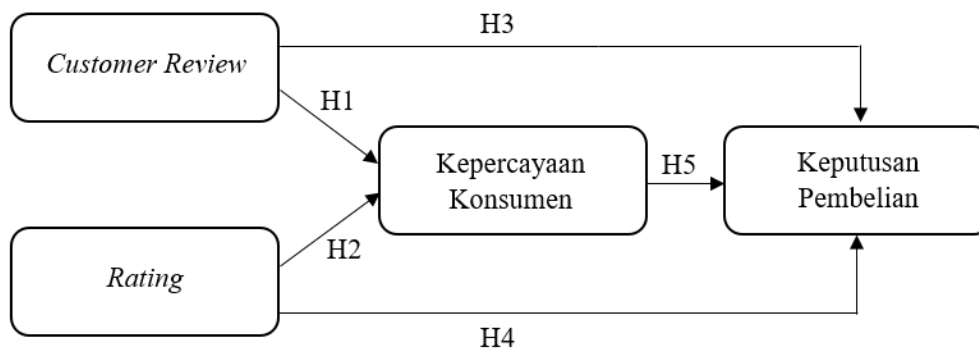 H3
Customer Review
H1
Kepercayaan
Konsumen
H5
Keputusan
Pembelian
H2
Rating
H4